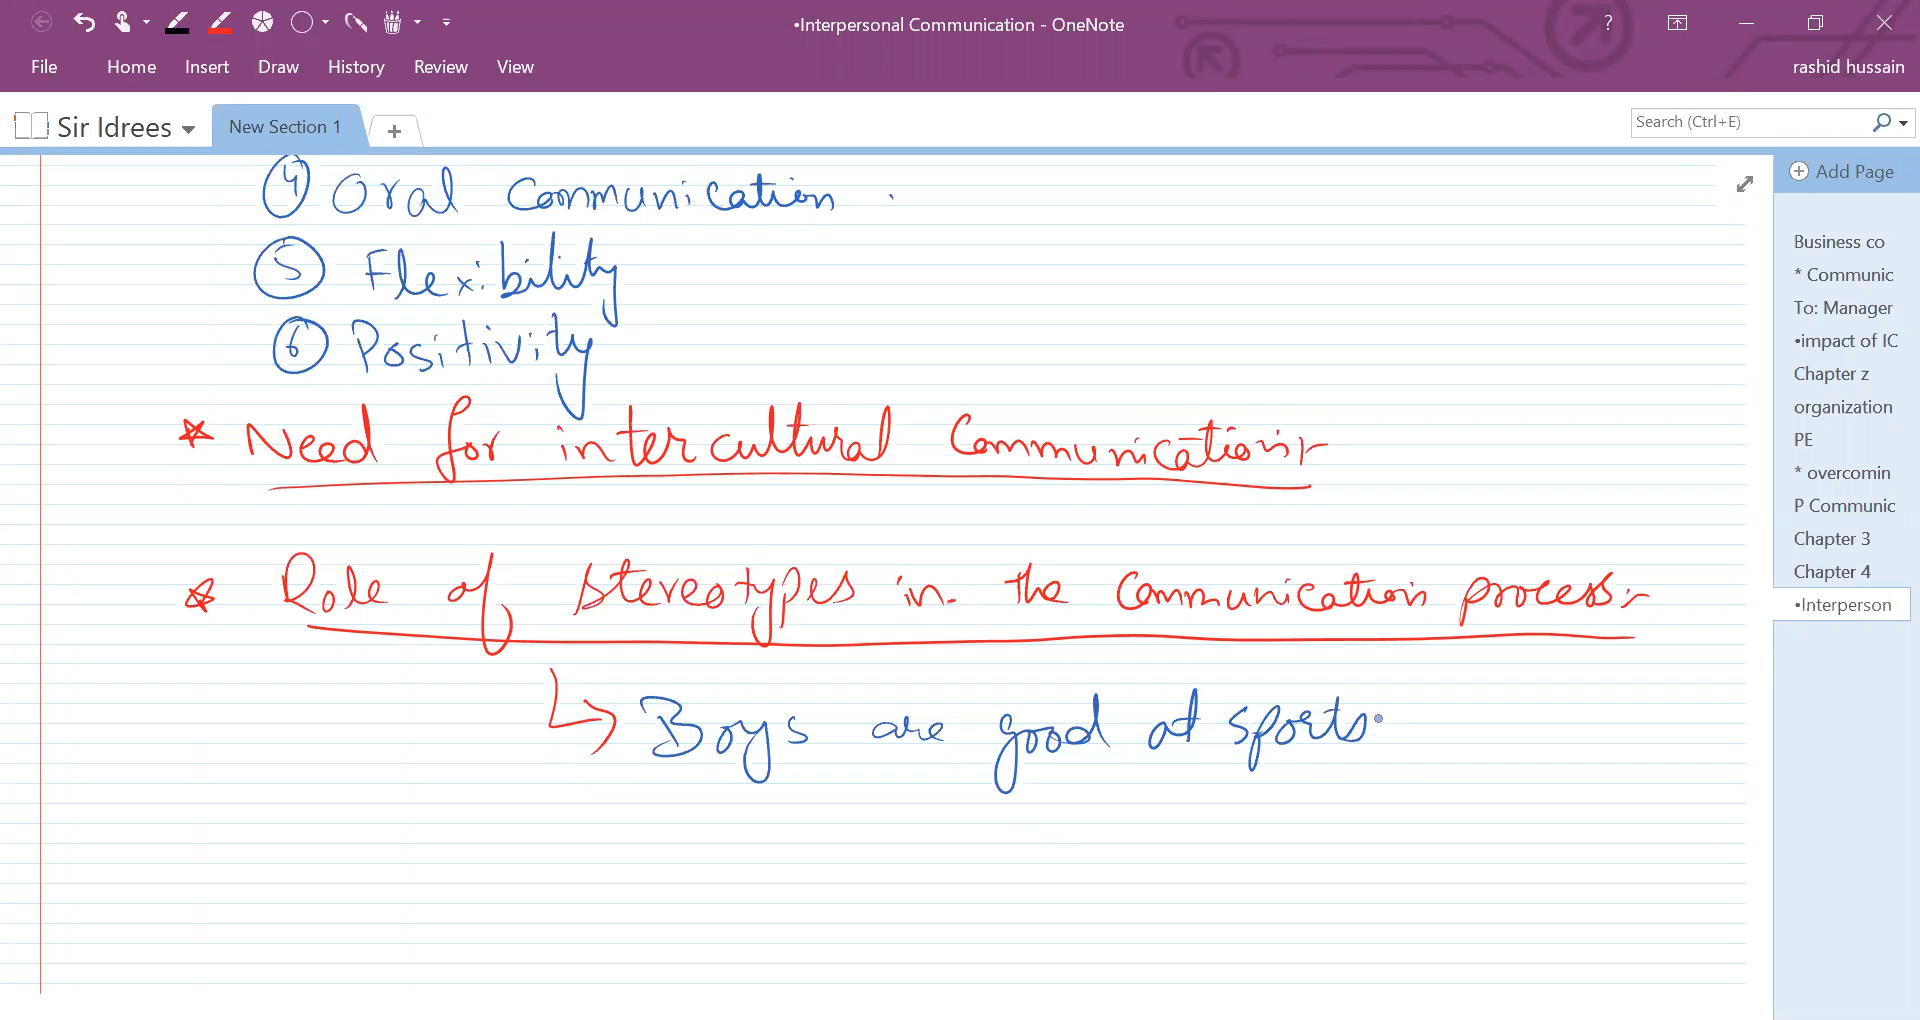 •Interpersonal Communication - OneNote
?
File Home Insert Draw History Review View
rashid hussain
Sir Idrees
New Section 1
+
Search (Ctrl+E)
Add Page
4 Oral Communication .
5 Flexibility
6 Positivity
* Need for intercultural Communication:-
* Role of stereotypes in the Communication process:-
↳ Boys are good at sports.
Business co
* Communic
To: Manager
•impact of IC
Chapter z
organization
PE
* overcomin
P Communic
Chapter 3
Chapter 4
•Interperson